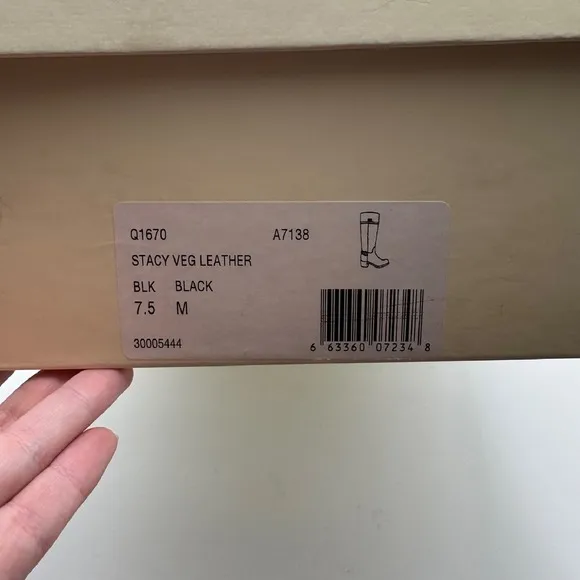 Q1670 A7138
STACY VEG LEATHER
BLK BLACK
7.5 M
30005444
6 63360 07234 8